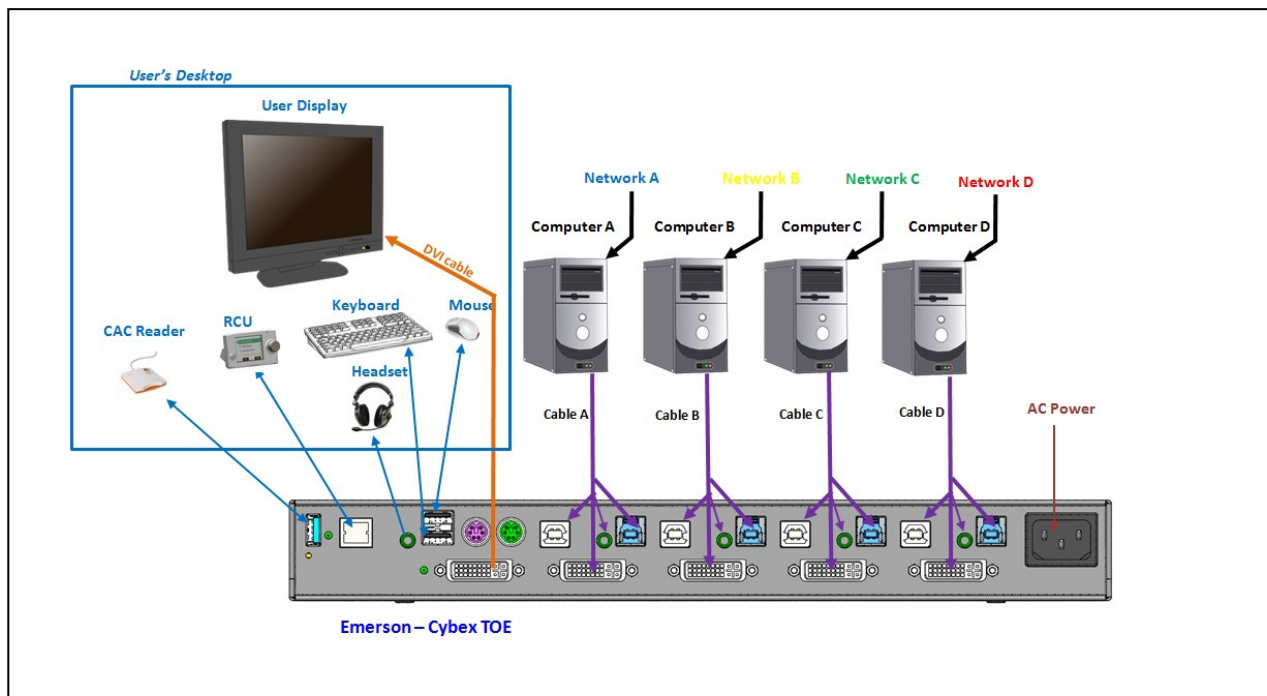 User's Desktop
User Display
Network A
Network B
Network C
Network D
Computer A
Computer B
Computer C
Computer D
DVI cable
Keyboard
Mouse
RCU
CAC Reader
Headset
Cable A
Cable B
Cable C
Cable D
AC Power
Emerson – Cybex TOE